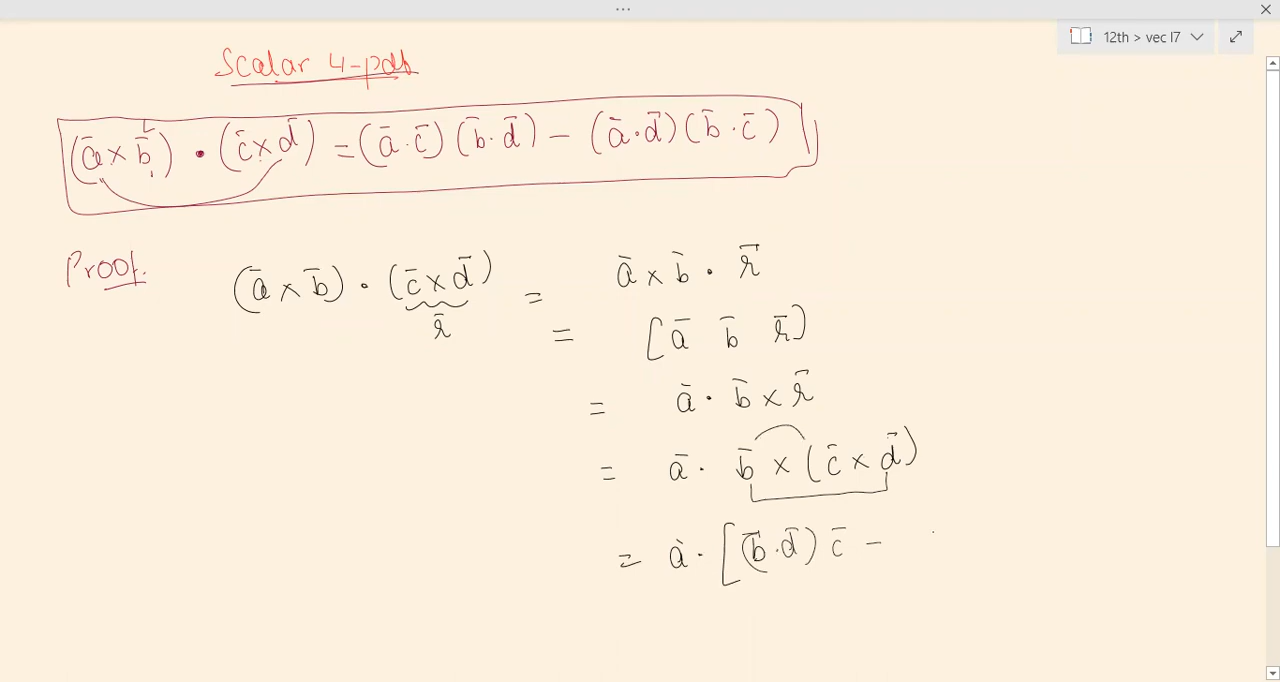 12th > vec l7
Scalar 4-pdt
(ā × b̄) · (c̄ × d̄) = (ā · c̄) (b̄ · d̄) − (ā · d̄) (b̄ · c̄)
Proof.
(ā × b̄) · (c̄ × d̄) = ā × b̄ · r̄
r̄
= [ā b̄ r̄]
= ā · b̄ × r̄
= ā · b̄ × (c̄ × d̄)
= ā · [(b̄ · d̄) c̄ −